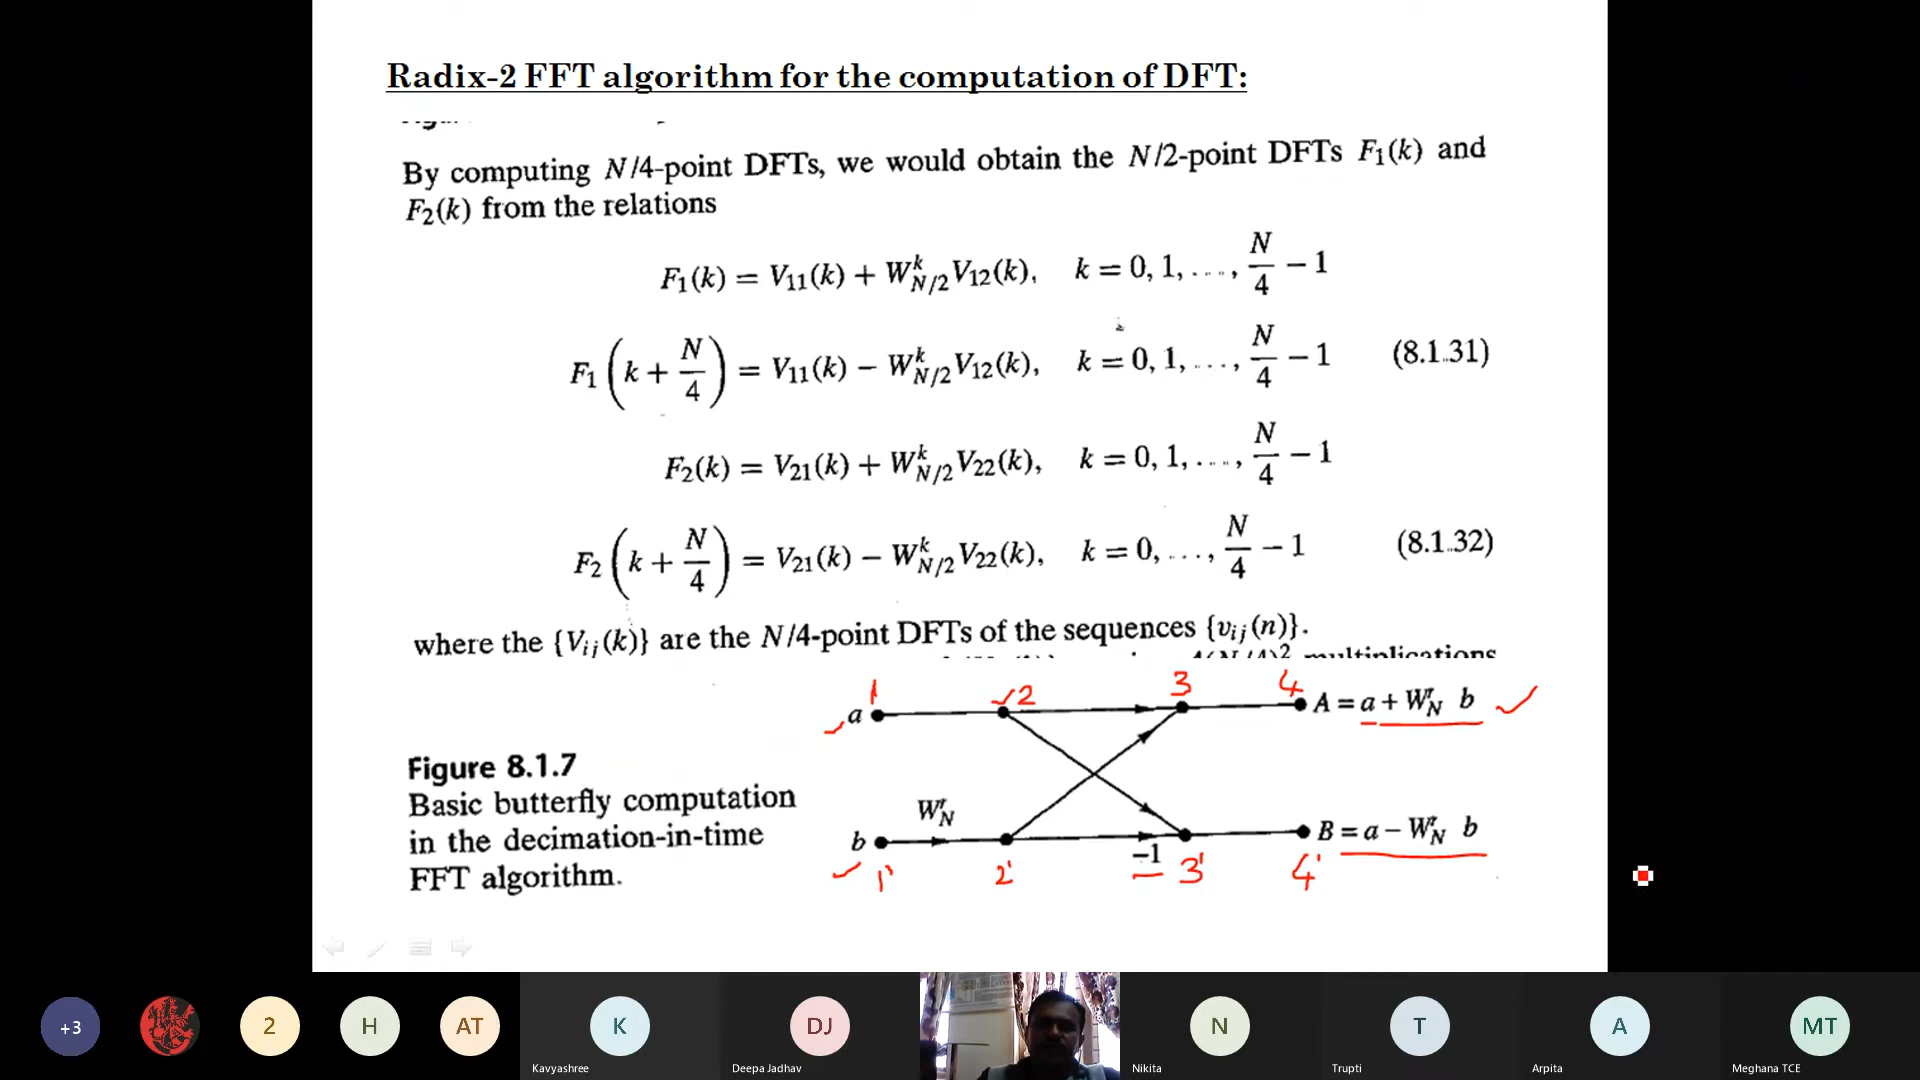 Radix-2 FFT algorithm for the computation of DFT:
By computing N/4-point DFTs, we would obtain the N/2-point DFTs F₁(k) and
F₂(k) from the relations
F₁(k) = V₁₁(k) + W^k_{N/2}V₁₂(k), k = 0, 1, ...., N/4 − 1
F₁(k + N/4) = V₁₁(k) − W^k_{N/2}V₁₂(k), k = 0, 1, ..., N/4 − 1 (8.1.31)
F₂(k) = V₂₁(k) + W^k_{N/2}V₂₂(k), k = 0, 1, ...., N/4 − 1
F₂(k + N/4) = V₂₁(k) − W^k_{N/2}V₂₂(k), k = 0, ..., N/4 − 1 (8.1.32)
where the {V_{ij}(k)} are the N/4-point DFTs of the sequences {v_{ij}(n)}.
multiplications
1 2 3 4
a A = a + W^r_N b
Figure 8.1.7
Basic butterfly computation
in the decimation-in-time
FFT algorithm.
W^r_N
b B = a − W^r_N b
−1
1' 2' 3' 4'
+3 2 H AT K DJ N T A MT
Kavyashree Deepa Jadhav Nikita Trupti Arpita Meghana TCE